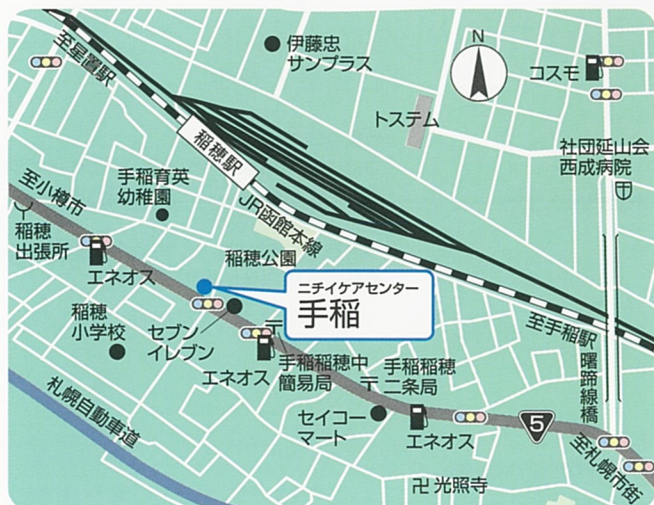 至星置駅
伊藤忠
サンプラス
N
コスモ
トステム
稲穂駅
社団延山会
西成病院
手稲育英
幼稚園
至小樽市
JR函館本線
稲穂
出張所
エネオス
稲穂公園
ニチイケアセンター
手稲
稲穂
小学校
セブン
イレブン
至手稲駅
エネオス
手稲稲穂中
簡易局
手稲稲穂
二条局
曙跨線橋
札幌自動車道
セイコー
マート
エネオス
5
至札幌市街
卍光照寺